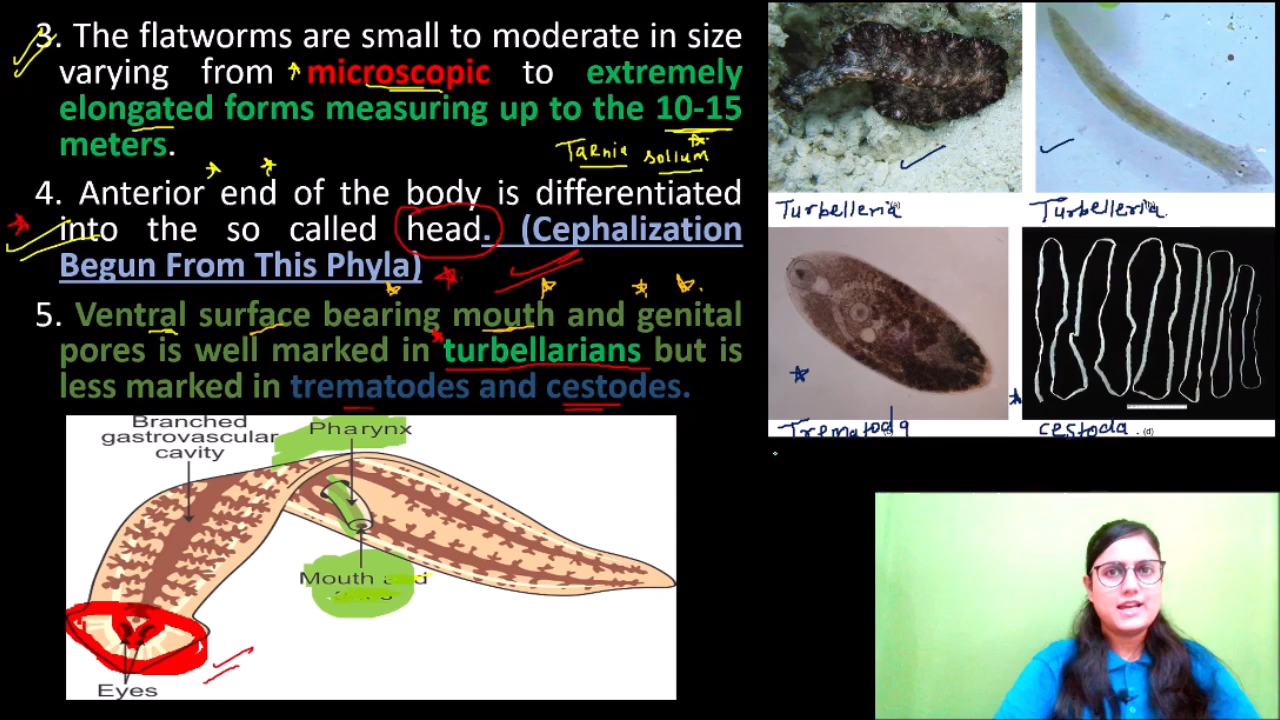 3. The flatworms are small to moderate in size
varying from microscopic to extremely
elongated forms measuring up to the 10-15
meters.
Taenia sollum
4. Anterior end of the body is differentiated
into the so called head. (Cephalization
Begun From This Phyla)
5. Ventral surface bearing mouth and genital
pores is well marked in turbellarians but is
less marked in trematodes and cestodes.
Branched
gastrovascular
cavity
Pharynx
Mouth
Eyes
Turbelleria
Turbelleria
Trematoda
cestoda. (d)